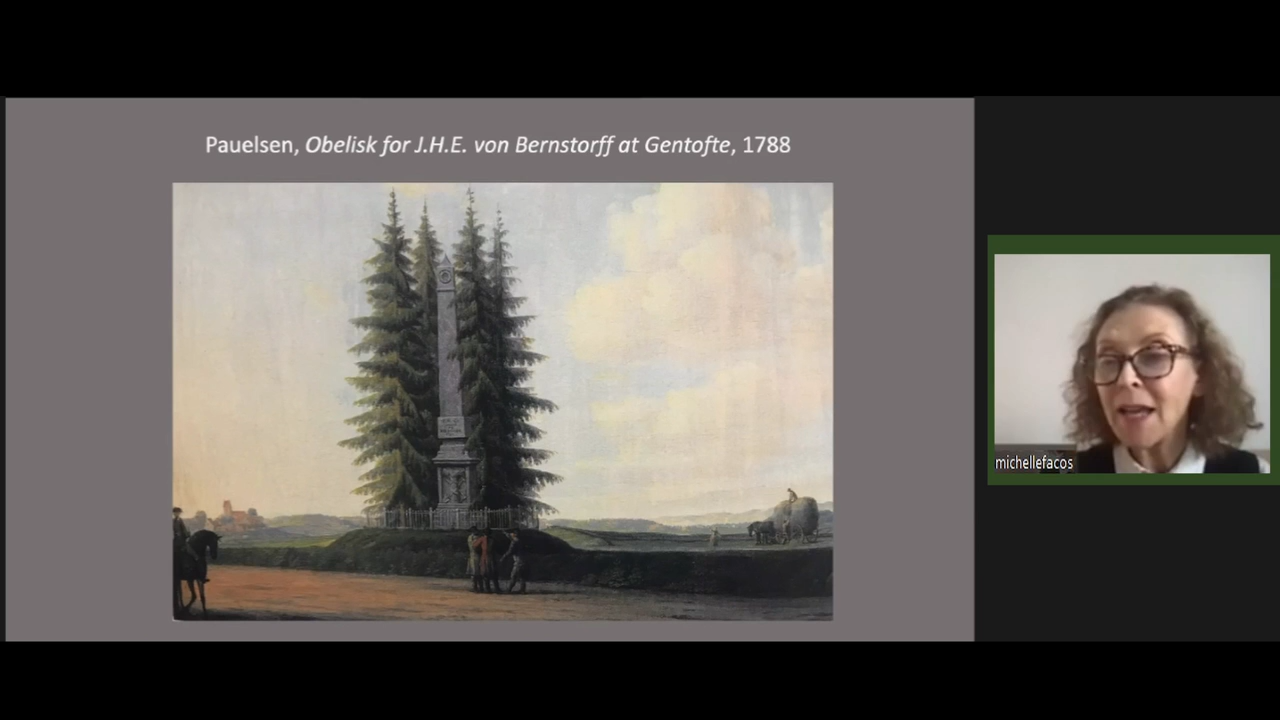 Pauelsen, Obelisk for J.H.E. von Bernstorff at Gentofte, 1788
michellefacos